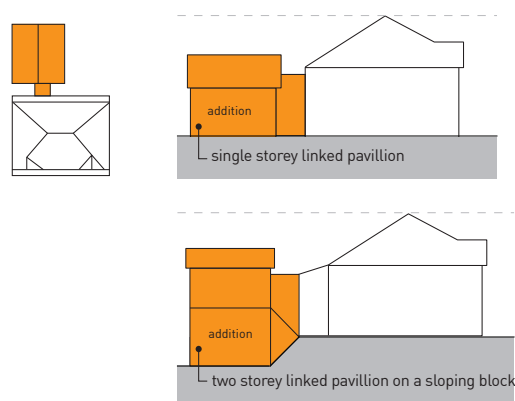 addition
single storey linked pavillion
addition
two storey linked pavillion on a sloping block